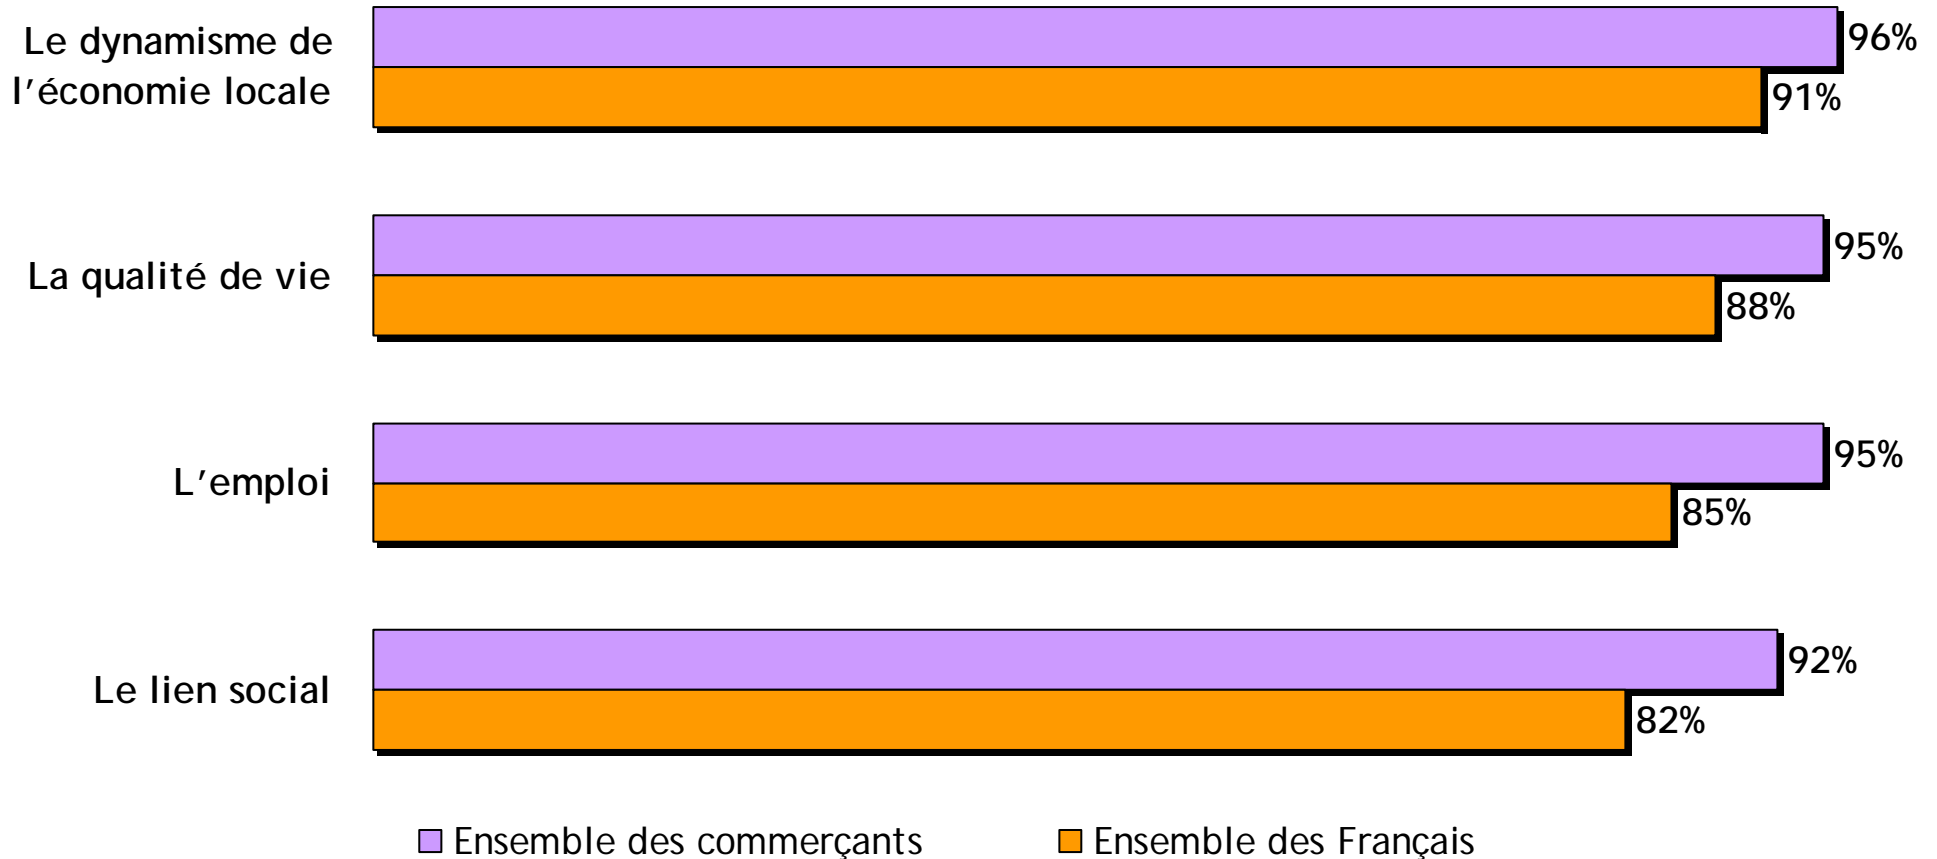 Le dynamisme de
l'économie locale
96%
91%
La qualité de vie
95%
88%
L'emploi
95%
85%
Le lien social
92%
82%
Ensemble des commerçants
Ensemble des Français